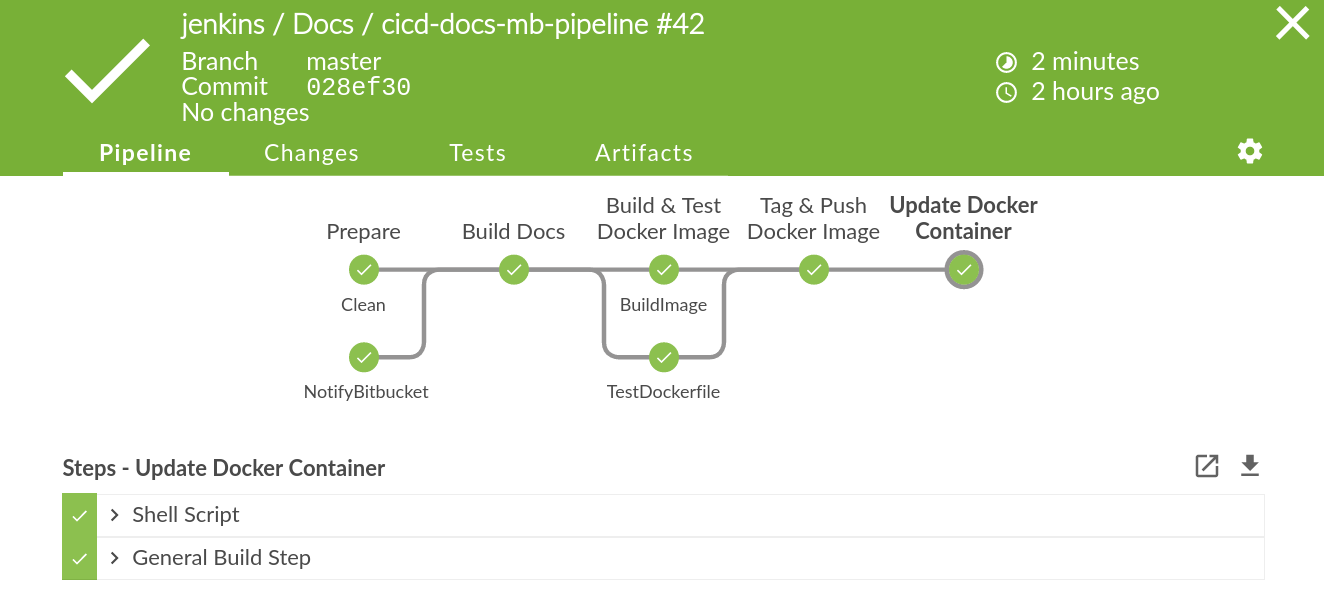 jenkins / Docs / cicd-docs-mb-pipeline #42
Branch master
Commit 028ef30
No changes
2 minutes
2 hours ago
Pipeline Changes Tests Artifacts
Prepare
Build Docs
Build & Test
Docker Image
Tag & Push
Docker Image
Update Docker
Container
Clean
BuildImage
NotifyBitbucket
TestDockerfile
Steps - Update Docker Container
Shell Script
General Build Step